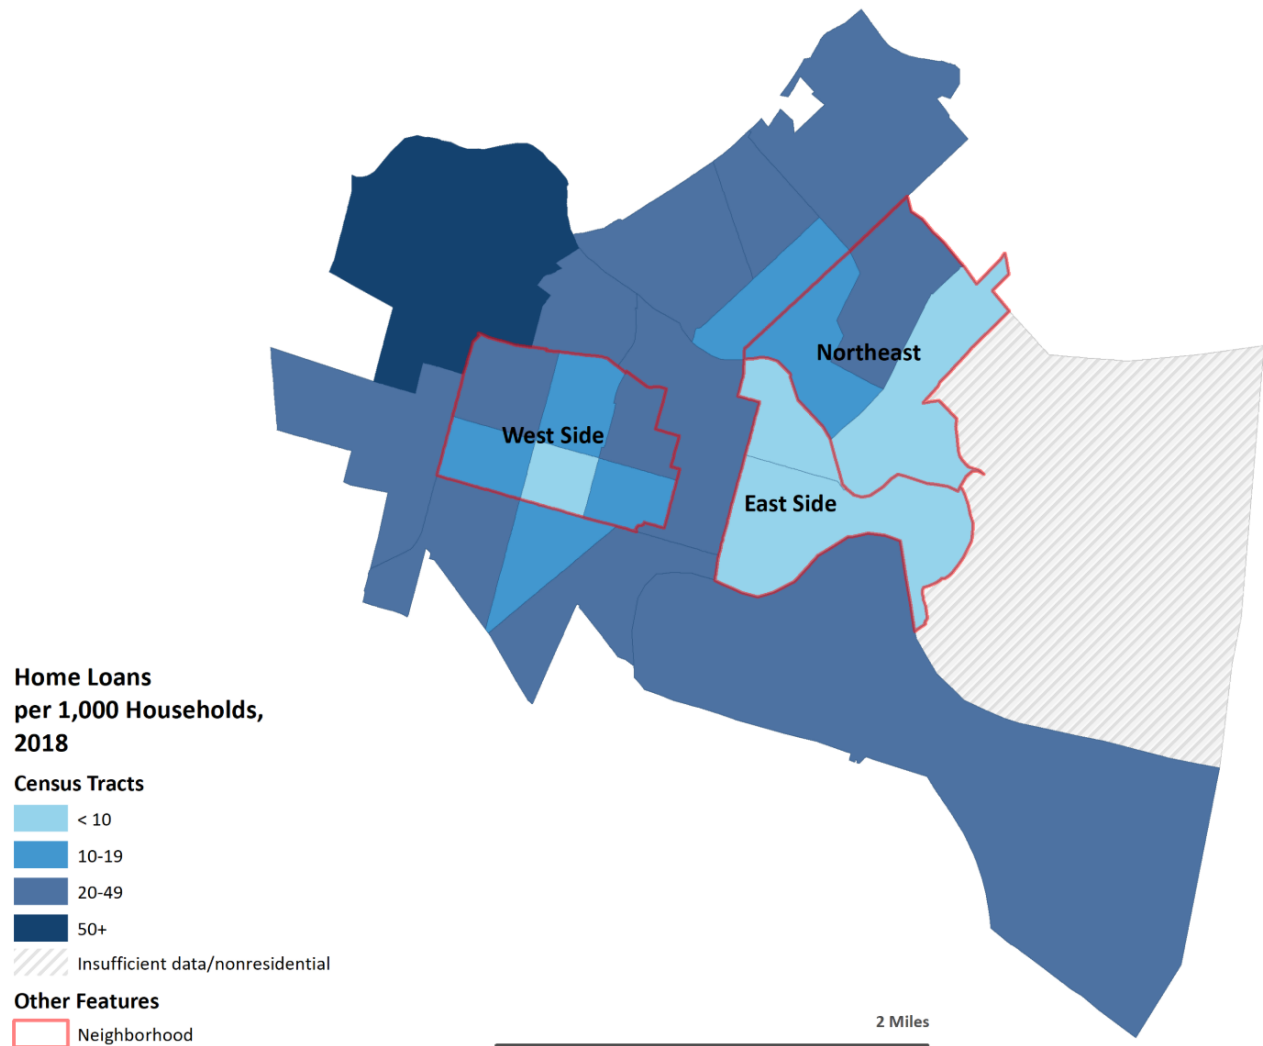 Northeast
West Side
East Side
Home Loans
per 1,000 Households,
2018
Census Tracts
< 10
10-19
20-49
50+
Insufficient data/nonresidential
Other Features
Neighborhood
2 Miles